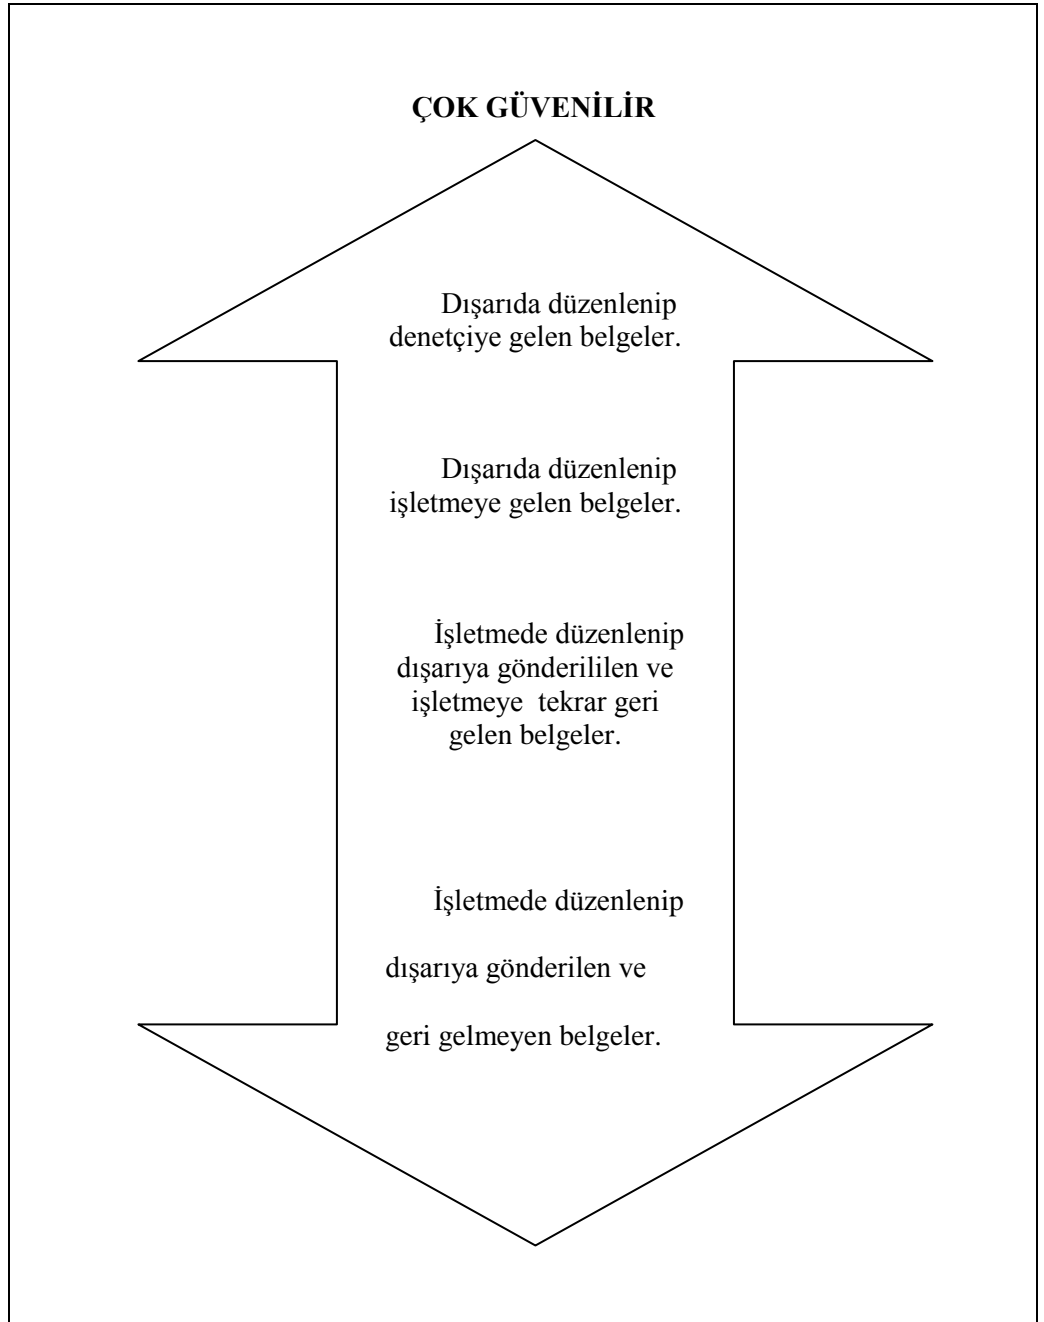 ÇOK GÜVENİLİR
Dışarıda düzenlenip
denetçiye gelen belgeler.
Dışarıda düzenlenip
işletmeye gelen belgeler.
İşletmede düzenlenip
dışarıya gönderililen ve
işletmeye tekrar geri
gelen belgeler.
İşletmede düzenlenip
dışarıya gönderilen ve
geri gelmeyen belgeler.